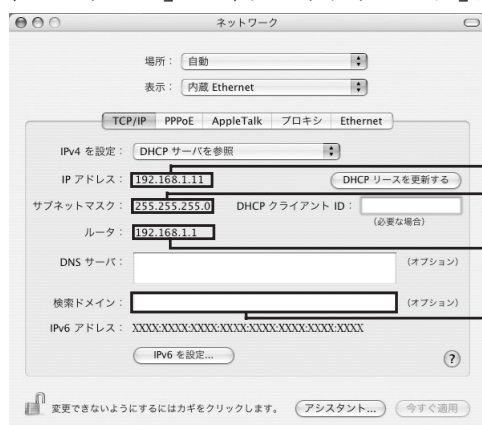 ネットワーク
場所： 自動
表示： 内蔵 Ethernet
TCP/IP PPPoE AppleTalk プロキシ Ethernet
IPv4 を設定： DHCP サーバを参照
IP アドレス： 192.168.1.11 DHCP リースを更新する
サブネットマスク： 255.255.255.0 DHCP クライアント ID：
（必要な場合）
ルータ： 192.168.1.1
DNS サーバ： （オプション）
検索ドメイン： （オプション）
IPv6 アドレス： XXXX:XXXX:XXXX:XXXX:XXXX:XXXX:XXXX:XXXX
IPv6 を設定... ?
変更できないようにするにはカギをクリックします。 アシスタント... 今すぐ適用